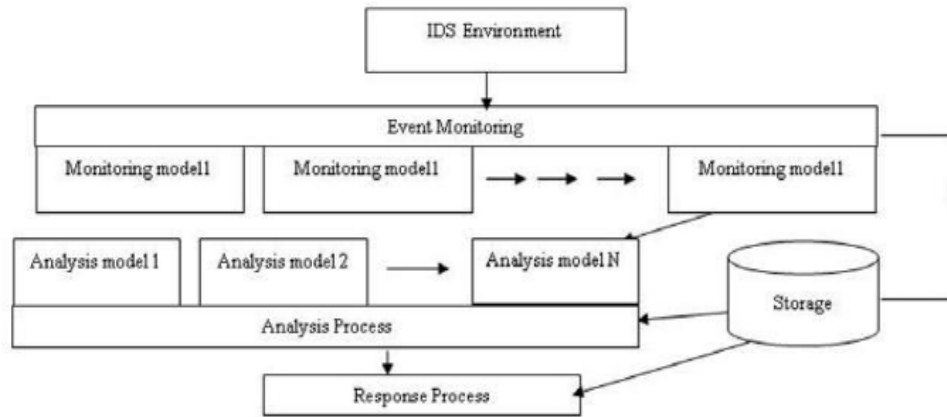 IDS Environment
Event Monitoring
Monitoring model1
Monitoring model1
Monitoring model1
Analysis model 1
Analysis model 2
Analysis model N
Storage
Analysis Process
Response Process